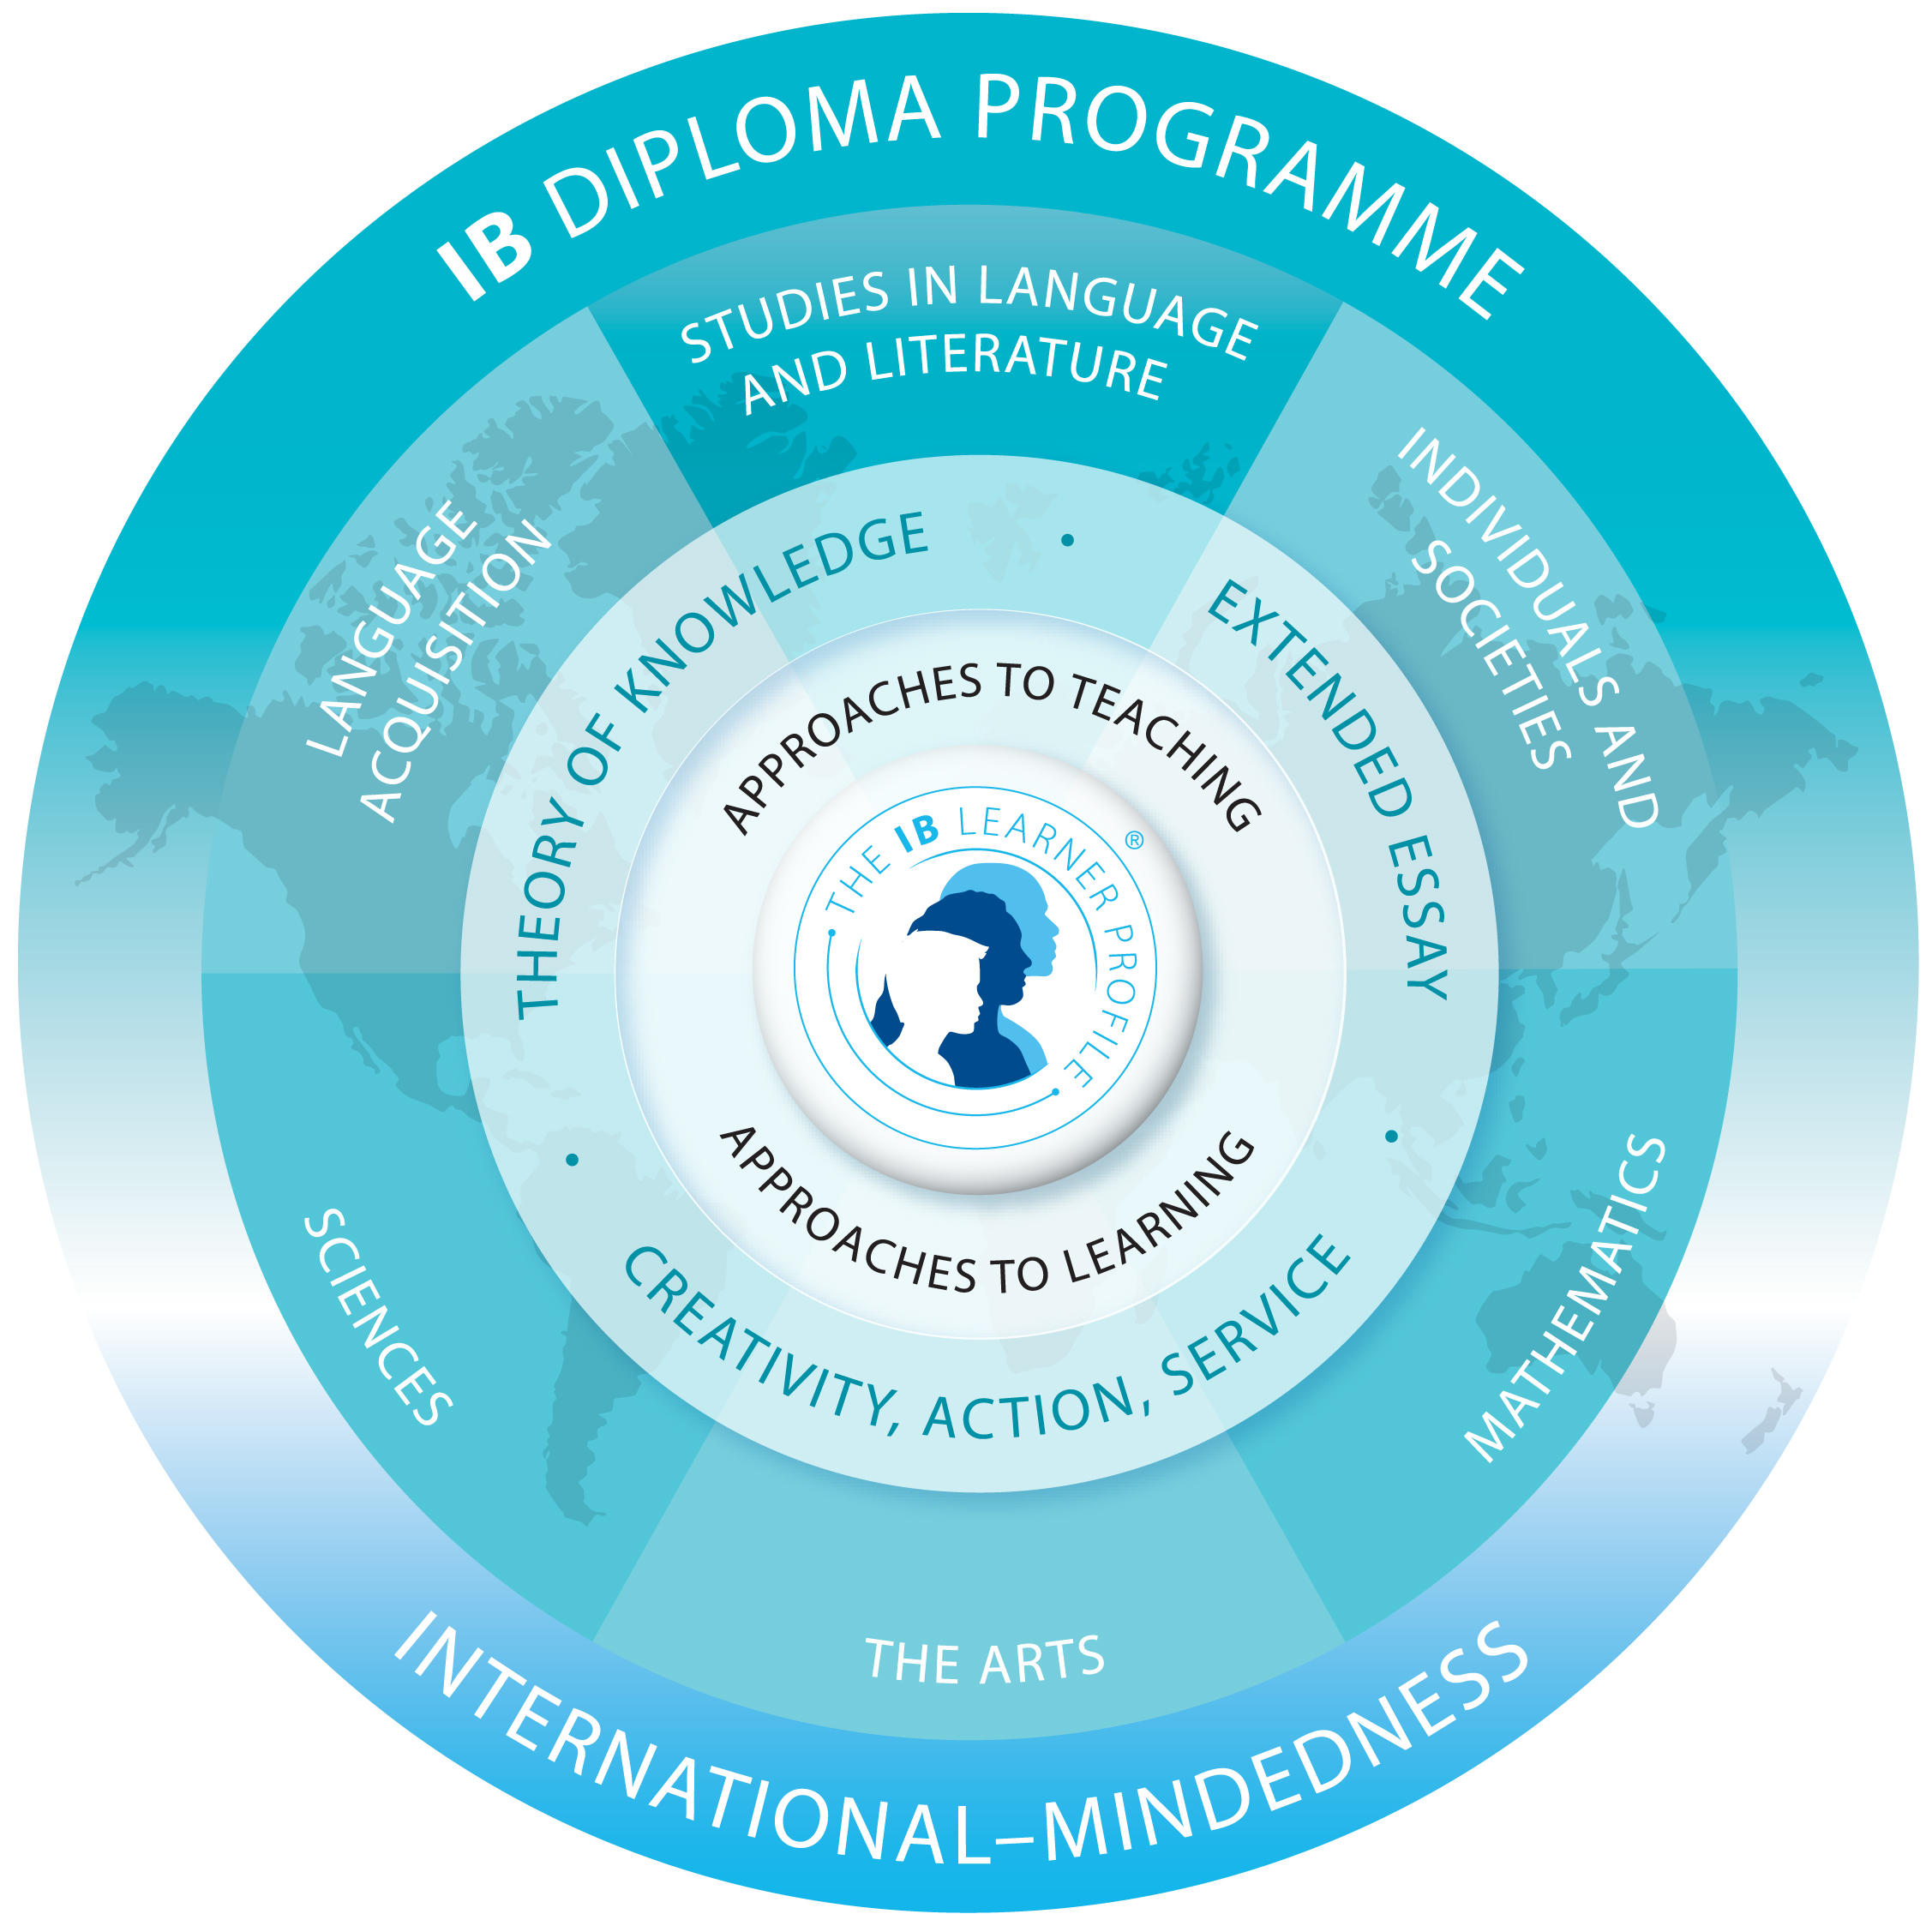 IB DIPLOMA PROGRAMME
STUDIES IN LANGUAGE
AND LITERATURE
LANGUAGE
ACQUISITION
INDIVIDUALS AND
SOCIETIES
THEORY OF KNOWLEDGE
EXTENDED ESSAY
APPROACHES TO TEACHING
THE IB LEARNER PROFILE
®
APPROACHES TO LEARNING
CREATIVITY, ACTION, SERVICE
SCIENCES
MATHEMATICS
THE ARTS
INTERNATIONAL–MINDEDNESS